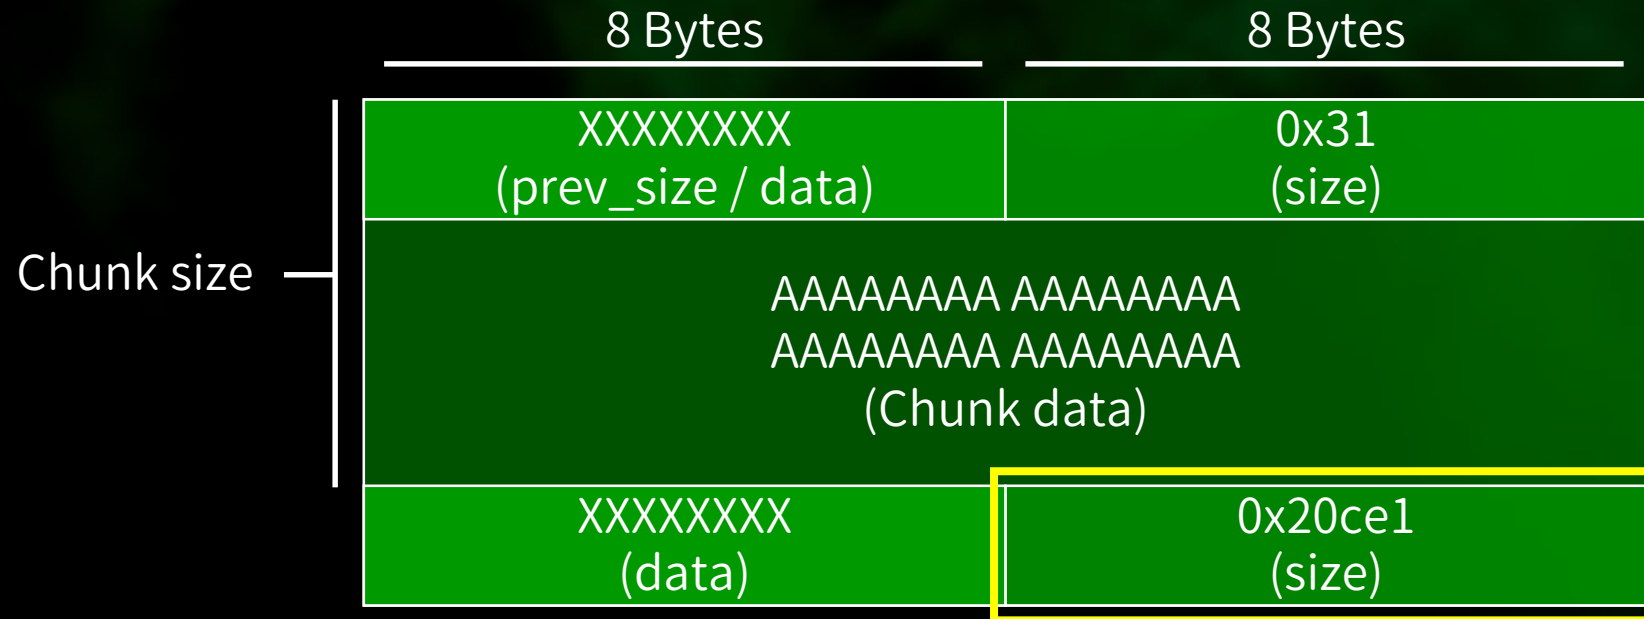 8 Bytes
8 Bytes
XXXXXXXX
(prev_size / data)
0x31
(size)
Chunk size
AAAAAAAA AAAAAAAA
AAAAAAAA AAAAAAAA
(Chunk data)
XXXXXXXX
(data)
0x20ce1
(size)